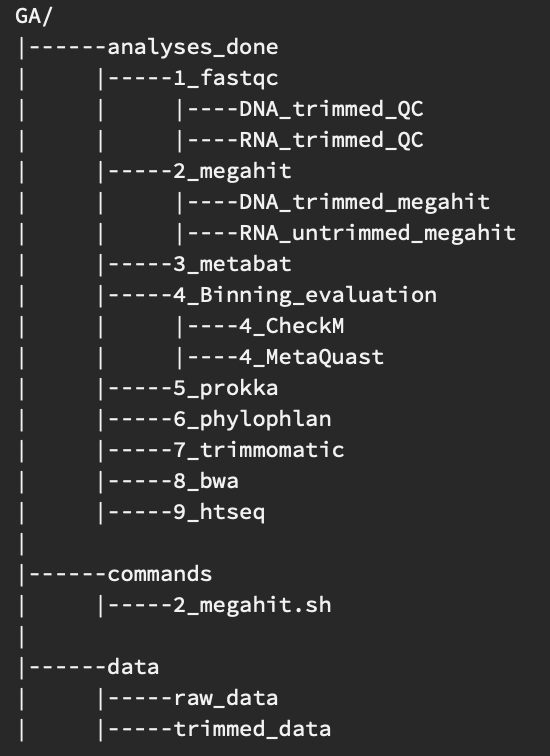 GA/
|------analyses_done
|     |-----1_fastqc
|     |     |----DNA_trimmed_QC
|     |     |----RNA_trimmed_QC
|     |-----2_megahit
|     |     |----DNA_trimmed_megahit
|     |     |----RNA_untrimmed_megahit
|     |-----3_metabat
|     |-----4_Binning_evaluation
|     |     |----4_CheckM
|     |     |----4_MetaQuast
|     |-----5_prokka
|     |-----6_phylophlan
|     |-----7_trimmomatic
|     |-----8_bwa
|     |-----9_htseq
|
|------commands
|     |-----2_megahit.sh
|
|------data
|     |-----raw_data
|     |-----trimmed_data